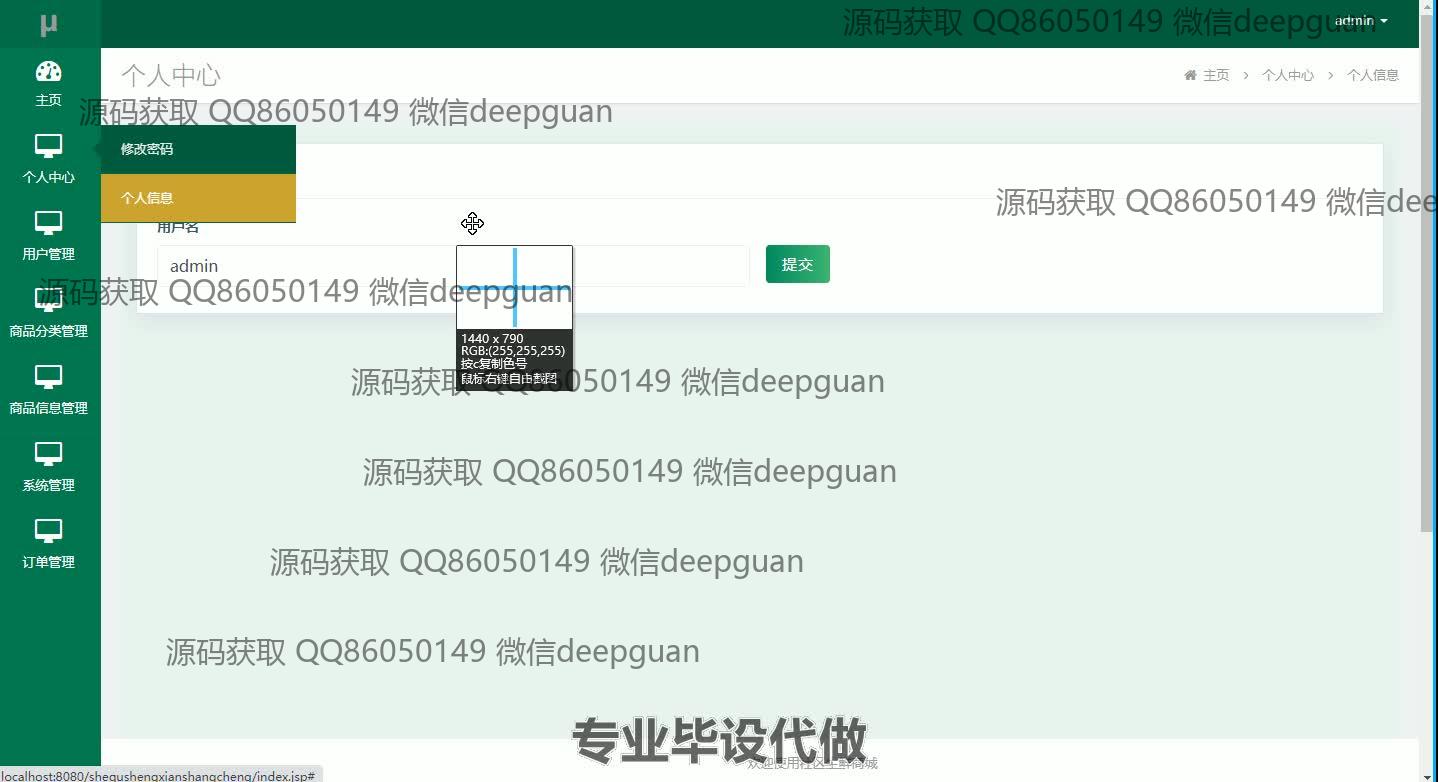 μ
源码获取 QQ86050149 微信deepguan
admin
主页
个人中心
主页 > 个人中心 > 个人信息
源码获取 QQ86050149 微信deepguan
修改密码
个人中心
个人信息
源码获取 QQ86050149 微信dee
用户名
用户管理
admin
提交
源码获取 QQ86050149 微信deepguan
商品分类管理
1440 x 790
RGB:(255,255,255)
按c复制色号
鼠标右键自由截图
源码获取 QQ86050149 微信deepguan
商品信息管理
源码获取 QQ86050149 微信deepguan
系统管理
源码获取 QQ86050149 微信deepguan
订单管理
源码获取 QQ86050149 微信deepguan
专业毕设代做
欢迎使用社区生鲜商城
localhost:8080/shequshengxianshangcheng/index.jsp#